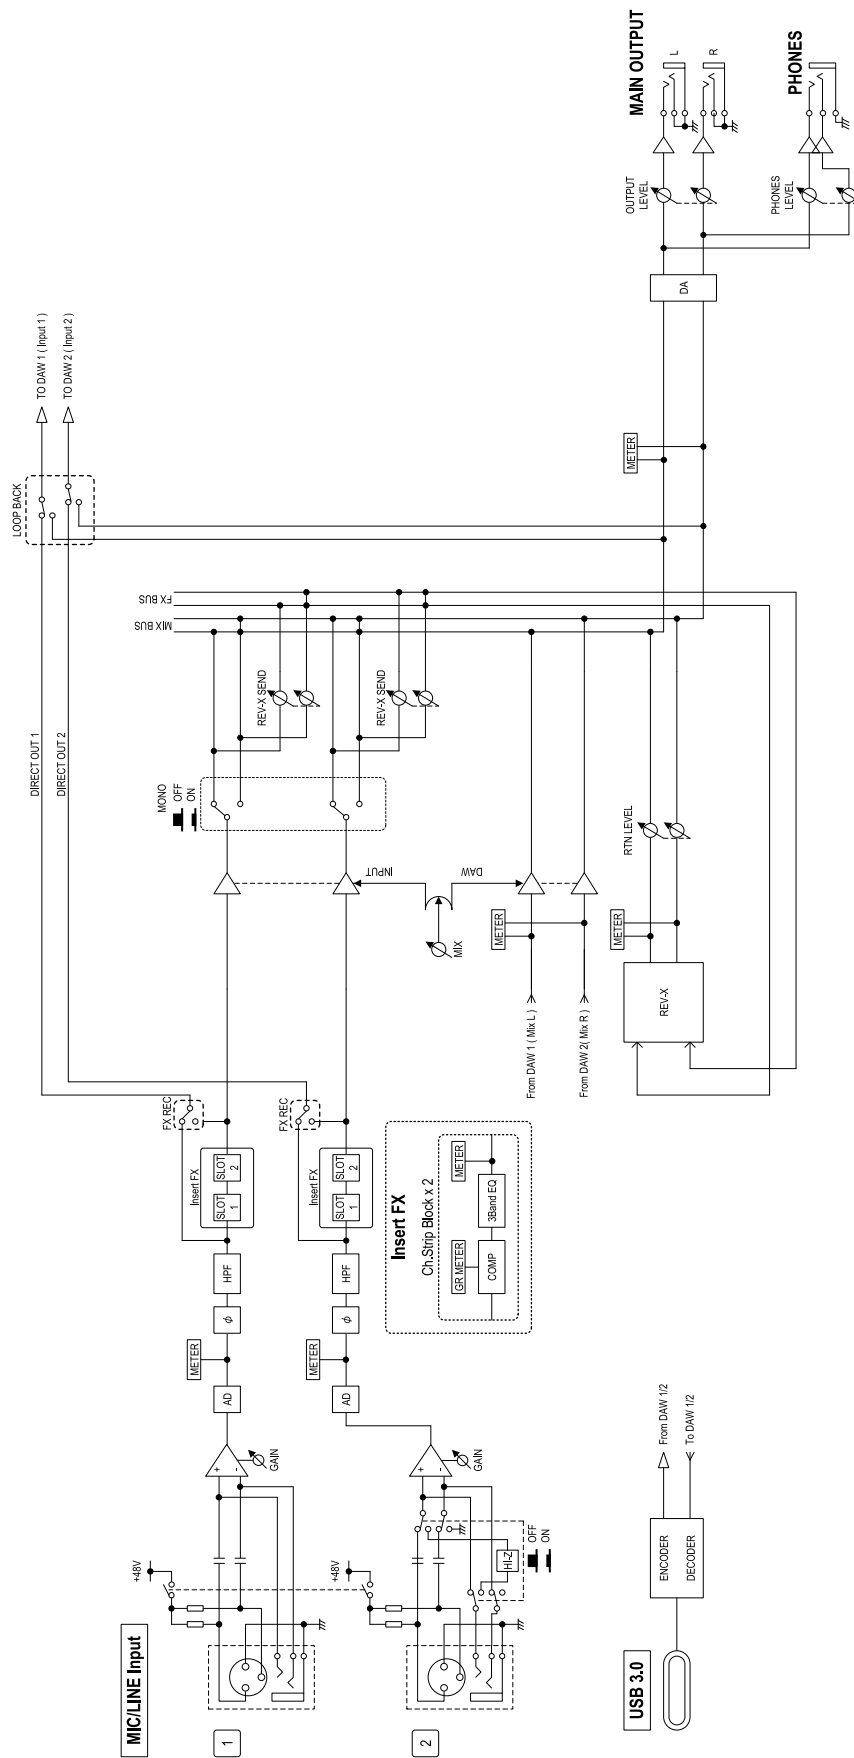 MIC/LINE Input
1
+48V
+
-
GAIN
AD
METER
ϕ
HPF
Insert FX
SLOT 1
SLOT 2
FX REC
DIRECT OUT 1
DIRECT OUT 2
LOOP BACK
TO DAW 1 ( Input 1 )
TO DAW 2 ( Input 2 )
MONO
OFF
ON
REV-X SEND
MIX BUS
FX BUS
2
+48V
+
-
GAIN
HI-Z
OFF
ON
AD
METER
ϕ
HPF
Insert FX
SLOT 1
SLOT 2
FX REC
REV-X SEND
INPUT
MIX
DAW
METER
From DAW 1 ( Mix L )
From DAW 2( Mix R )
Insert FX
Ch.Strip Block x 2
GR METER
COMP
3Band EQ
METER
METER
REV-X
RTN LEVEL
METER
DA
OUTPUT
LEVEL
MAIN OUTPUT
L
R
PHONES
LEVEL
PHONES
USB 3.0
ENCODER
DECODER
From DAW 1/2
To DAW 1/2